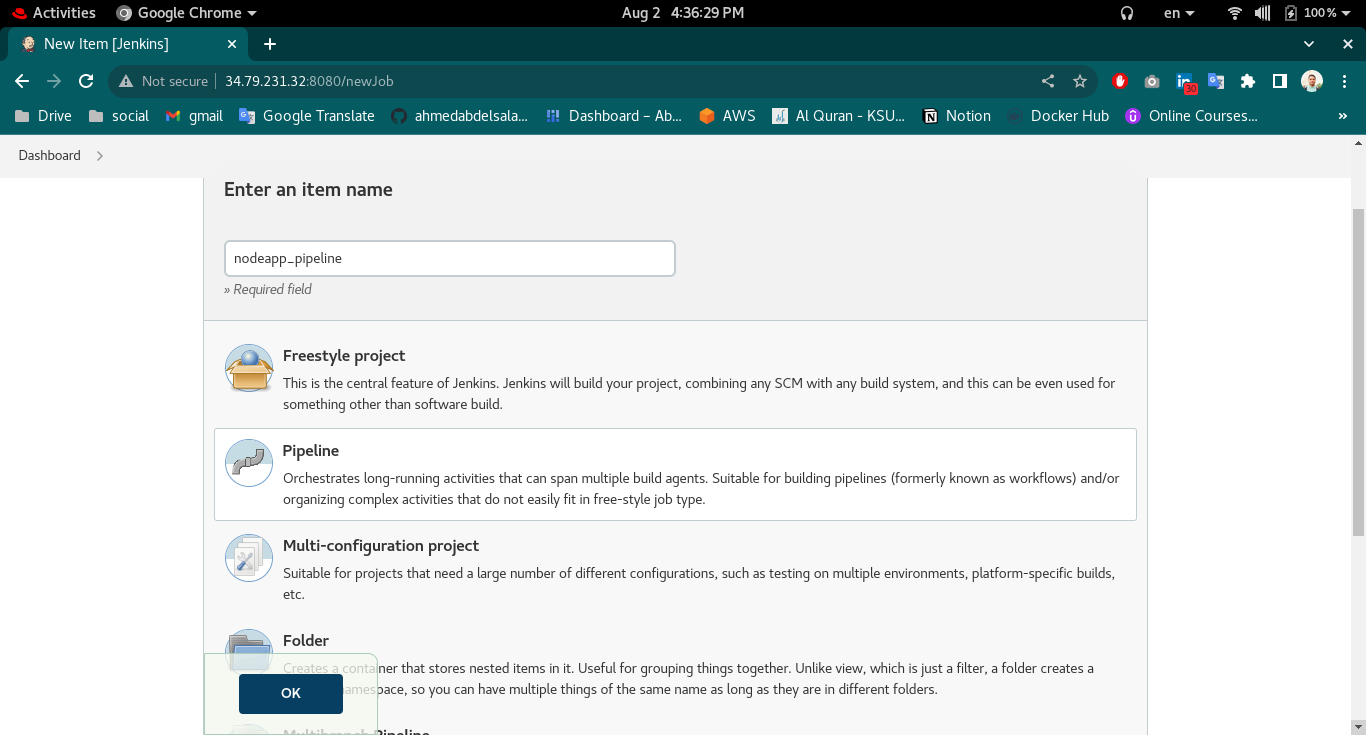 Activities Google Chrome Aug 2 4:36:29 PM en 100%
New Item [Jenkins]
Not secure 34.79.231.32:8080/newJob 30
Drive social gmail Google Translate ahmedabdelsala... Dashboard – Ab... AWS Al Quran - KSU... Notion Docker Hub Online Courses... »
Dashboard
Enter an item name
nodeapp_pipeline
» Required field
Freestyle project
This is the central feature of Jenkins. Jenkins will build your project, combining any SCM with any build system, and this can be even used for
something other than software build.
Pipeline
Orchestrates long-running activities that can span multiple build agents. Suitable for building pipelines (formerly known as workflows) and/or
organizing complex activities that do not easily fit in free-style job type.
Multi-configuration project
Suitable for projects that need a large number of different configurations, such as testing on multiple environments, platform-specific builds,
etc.
Folder
Creates a container that stores nested items in it. Useful for grouping things together. Unlike view, which is just a filter, a folder creates a
namespace, so you can have multiple things of the same name as long as they are in different folders.
OK
Multibranch Pipeline